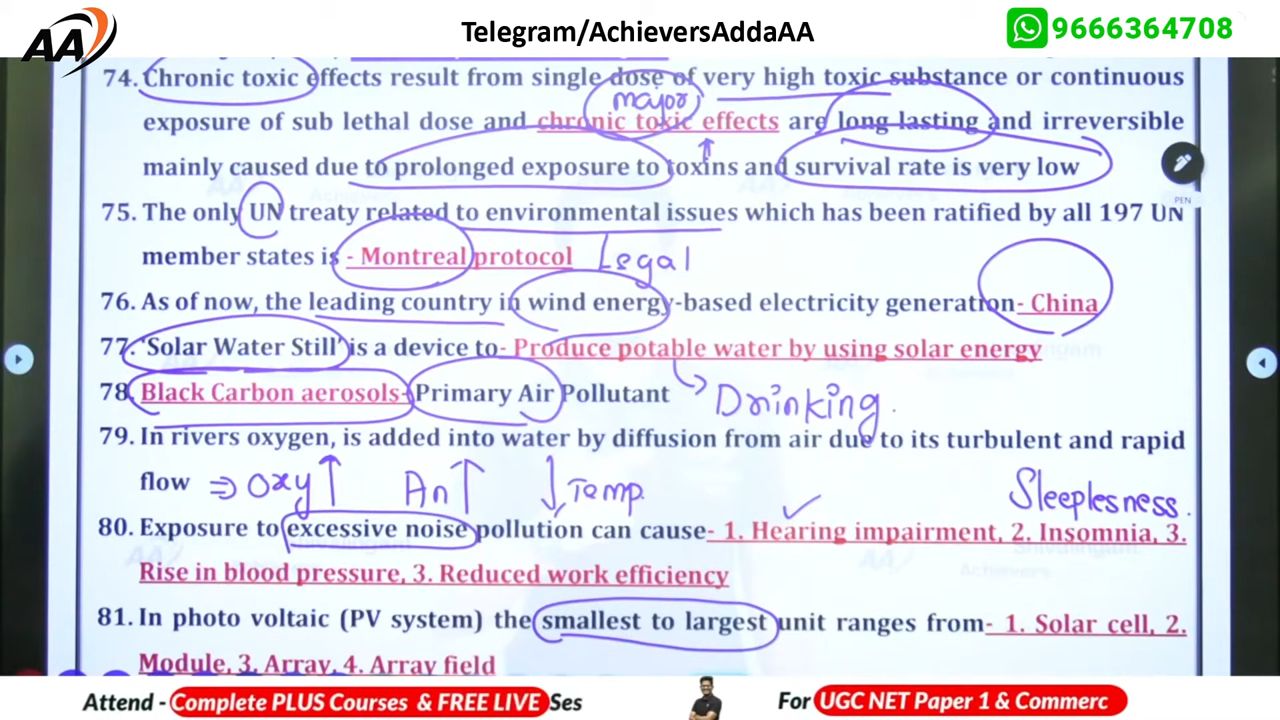 AA
Telegram/AchieversAddaAA
9666364708
74. Chronic toxic effects result from single dose of very high toxic substance or continuous
major
exposure of sub lethal dose and chronic toxic effects are long lasting and irreversible
mainly caused due to prolonged exposure to toxins and survival rate is very low
PEN
75. The only UN treaty related to environmental issues which has been ratified by all 197 UN
member states is - Montreal protocol Legal
76. As of now, the leading country in wind energy-based electricity generation- China
77. 'Solar Water Still' is a device to- Produce potable water by using solar energy
78. Black Carbon aerosols- Primary Air Pollutant
Drinking.
79. In rivers oxygen, is added into water by diffusion from air due to its turbulent and rapid
flow ⇒ Oxy↑ An↑ ↓Temp. Sleeplesness.
80. Exposure to excessive noise pollution can cause- 1. Hearing impairment, 2. Insomnia, 3.
Rise in blood pressure, 3. Reduced work efficiency
81. In photo voltaic (PV system) the smallest to largest unit ranges from- 1. Solar cell, 2.
Module, 3. Array, 4. Array field
Attend - Complete PLUS Courses & FREE LIVE Ses
For UGC NET Paper 1 & Commerc